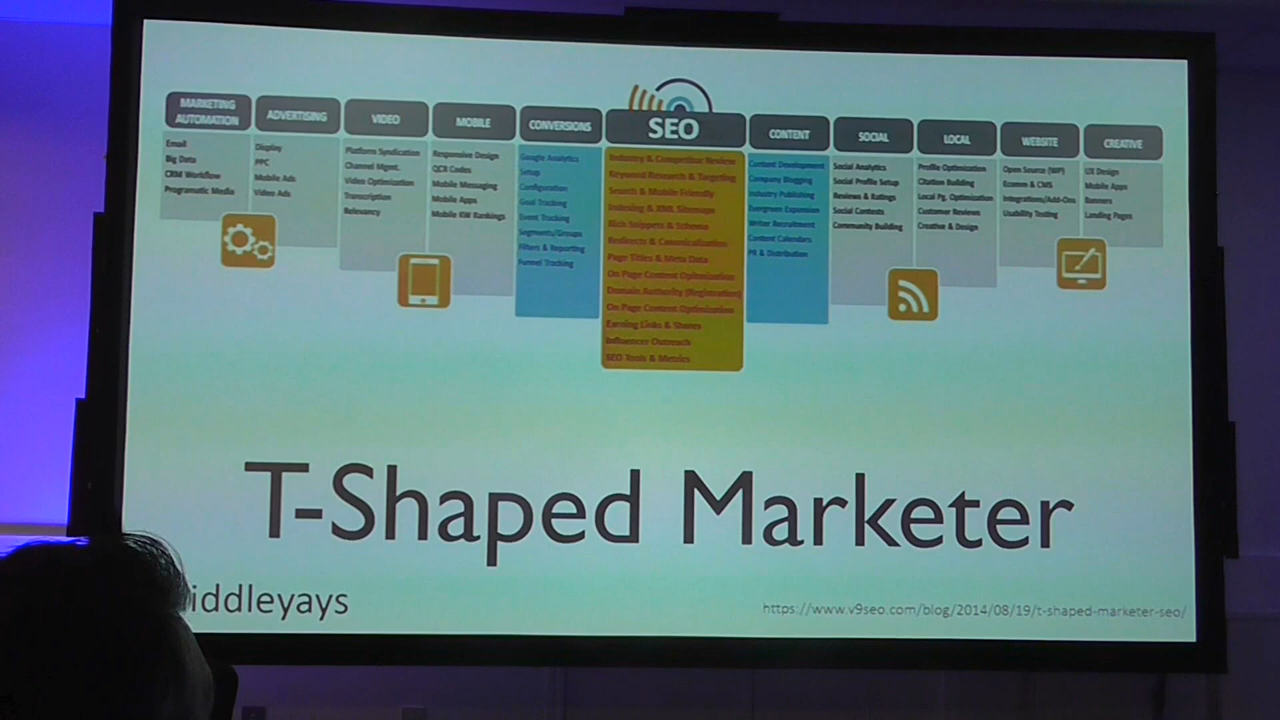 MARKETING
AUTOMATION
Email
Big Data
CRM Workflow
Programatic Media
ADVERTISING
Display
PPC
Mobile Ads
Video Ads
VIDEO
Platform Syndication
Channel Mgmt.
Video Optimization
Transcription
Relevancy
MOBILE
Responsive Design
QCR Codes
Mobile Messaging
Mobile Apps
Mobile KW Rankings
CONVERSIONS
Google Analytics
Setup
Configuration
Goal Tracking
Event Tracking
Segments/Groups
Filters & Reporting
Funnel Tracking
SEO
Industry & Competitor Review
Keyword Research & Targeting
Search & Mobile Friendly
Indexing & XML Sitemaps
Rich Snippets & Schema
Redirects & Canonicalization
Page Titles & Meta Data
On Page Content Optimization
Domain Authority (Registration)
On Page Content Optimization
Earning Links & Shares
Influencer Outreach
SEO Tools & Metrics
CONTENT
Content Development
Company Blogging
Industry Publishing
Evergreen Expansion
Writer Recruitment
Content Calendars
PR & Distribution
SOCIAL
Social Analytics
Social Profile Setup
Reviews & Ratings
Social Contests
Community Building
LOCAL
Profile Optimization
Citation Building
Local Pg. Optimization
Customer Reviews
Creative & Design
WEBSITE
Open Source (WP)
Ecomm & CMS
Integrations/Add-Ons
Usability Testing
CREATIVE
UX Design
Mobile Apps
Banners
Landing Pages
T-Shaped Marketer
iddleyays
https://www.v9seo.com/blog/2014/08/19/t-shaped-marketer-seo/